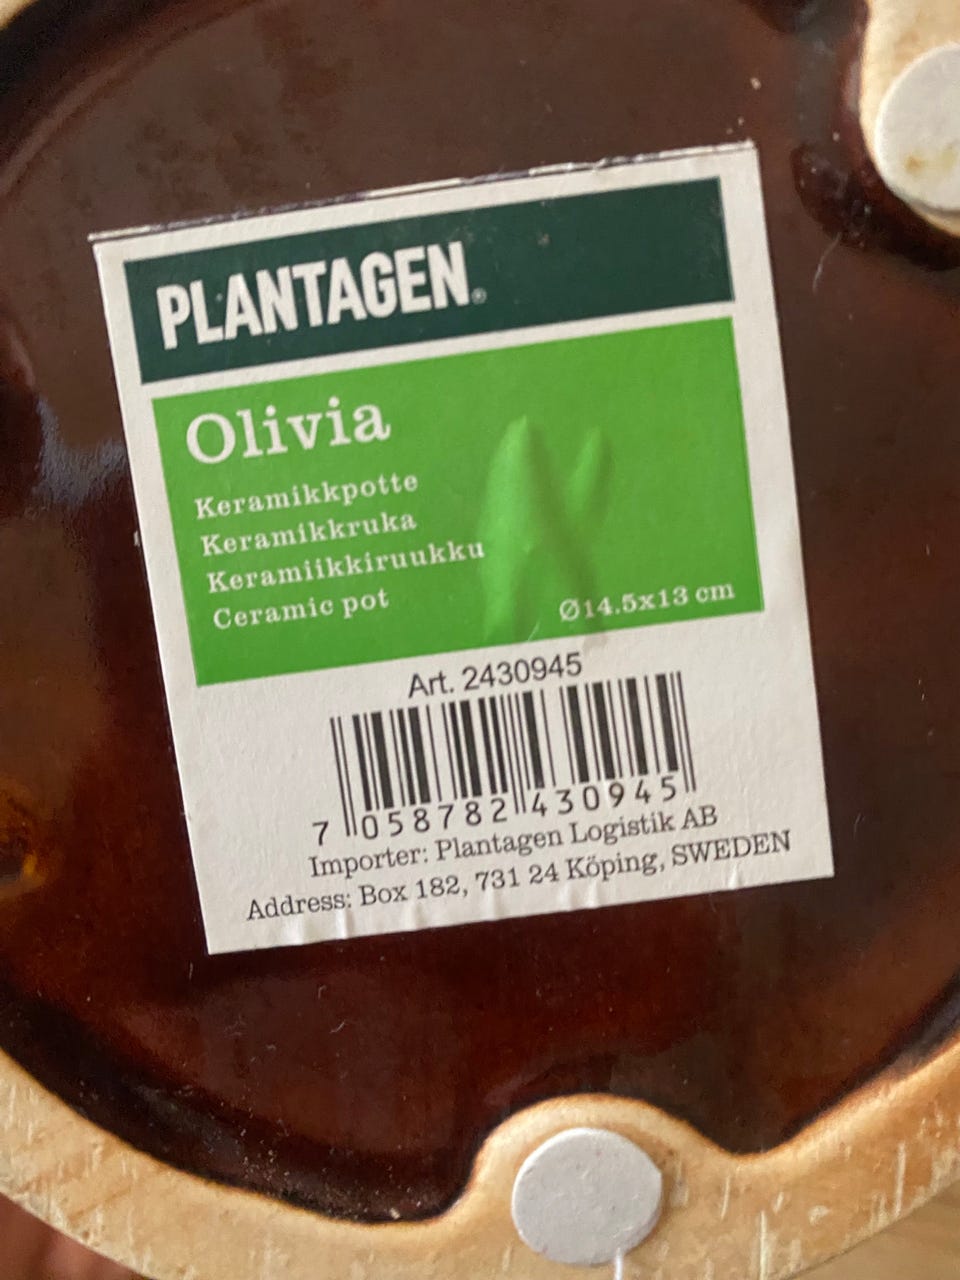 PLANTAGEN®
Olivia
Keramikkpotte
Keramikkruka
Keramiikkiruukku
Ceramic pot
Ø14.5x13 cm
Art. 2430945
7 058782 430945
Importer: Plantagen Logistik AB
Address: Box 182, 731 24 Köping, SWEDEN